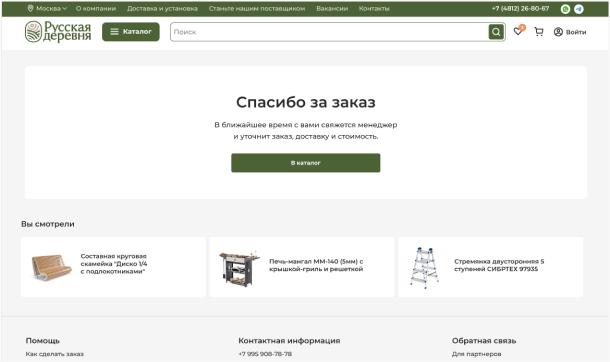 Москва О компании Доставка и установка Станьте нашим поставщиком Вакансии Контакты +7 (4812) 26-80-67
Русская
деревня
Каталог
Поиск
Войти
Спасибо за заказ
В ближайшее время с вами свяжется менеджер
и уточнит заказ, доставку и стоимость.
В каталог
Вы смотрели
Составная круговая
скамейка "Диско 1/4
с подлокотниками"
Печь-мангал ММ-140 (5мм) с
крышкой-гриль и решеткой
Стремянка двусторонняя 5
ступеней СИБРТЕХ 97935
Помощь
Контактная информация
Обратная связь
Как сделать заказ
+7 995 908-78-78
Для партнеров